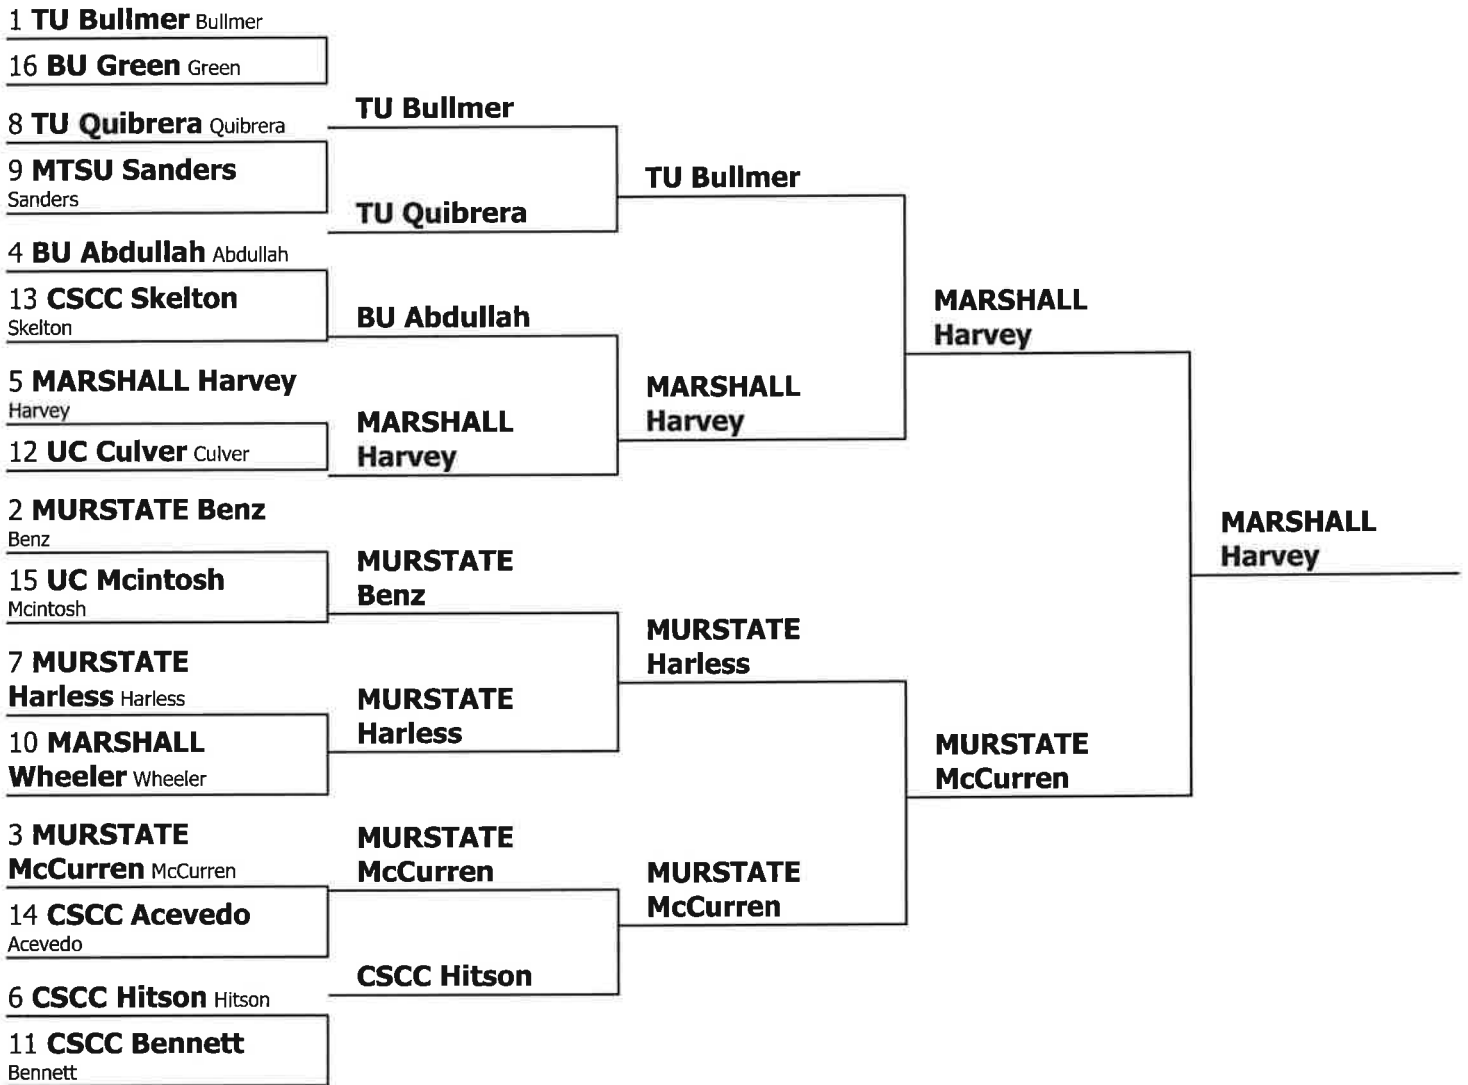 1 TU Bullmer Bullmer
16 BU Green Green
8 TU Quibrera Quibrera
9 MTSU Sanders
Sanders
4 BU Abdullah Abdullah
13 CSCC Skelton
Skelton
5 MARSHALL Harvey
Harvey
12 UC Culver Culver
2 MURSTATE Benz
Benz
15 UC Mcintosh
Mcintosh
7 MURSTATE
Harless Harless
10 MARSHALL
Wheeler Wheeler
3 MURSTATE
McCurren McCurren
14 CSCC Acevedo
Acevedo
6 CSCC Hitson Hitson
11 CSCC Bennett
Bennett
TU Bullmer
TU Quibrera
BU Abdullah
MARSHALL
Harvey
MURSTATE
Benz
MURSTATE
Harless
MURSTATE
McCurren
CSCC Hitson
TU Bullmer
MARSHALL
Harvey
MURSTATE
Harless
MURSTATE
McCurren
MARSHALL
Harvey
MURSTATE
McCurren
MARSHALL
Harvey